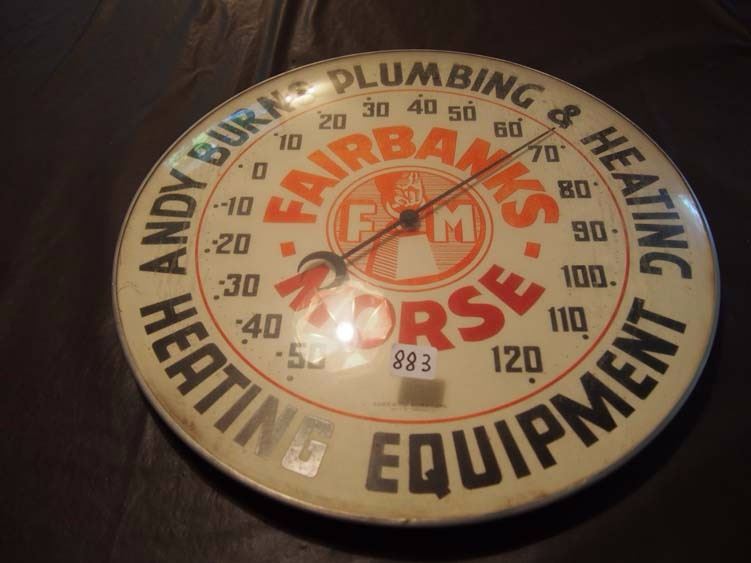 ANDY BURNS PLUMBING & HEATING
HEATING EQUIPMENT
-50 -40 -30 -20 -10 0 10 20 30 40 50 60 70 80 90 100 110 120
FAIRBANKS
F M
MORSE
883